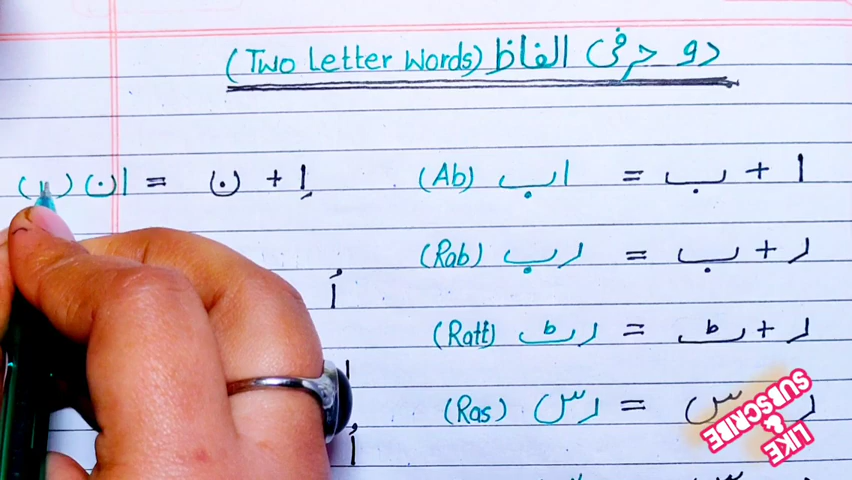 دو حرفی الفاظ (Two Letter Words)
ا + ب = اب (Ab)
اِ + ن = ان
ر + ب = رب (Rab)
اُ
ر + ٹ = رٹ (Ratt)
ر س = رس (Ras)
اُ
SUBSCRIBE
&
LIKE